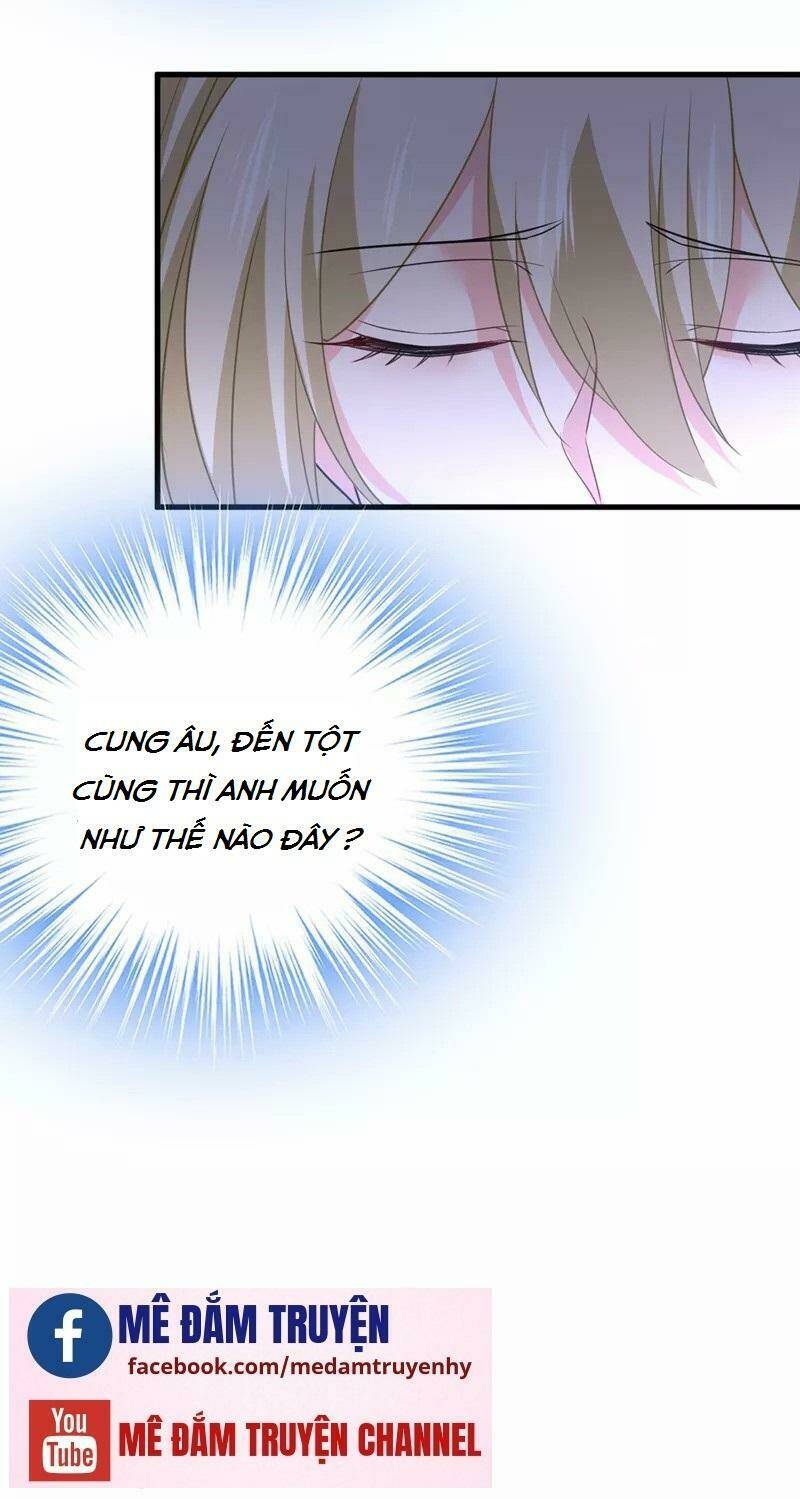 CUNG ÂU, ĐẾN TỘT
CÙNG THÌ ANH MUỐN
NHƯ THẾ NÀO ĐÂY?
f MÊ ĐẮM TRUYỆN
facebook.com/medamtruyenhy
You
Tube
MÊ ĐẮM TRUYỆN CHANNEL